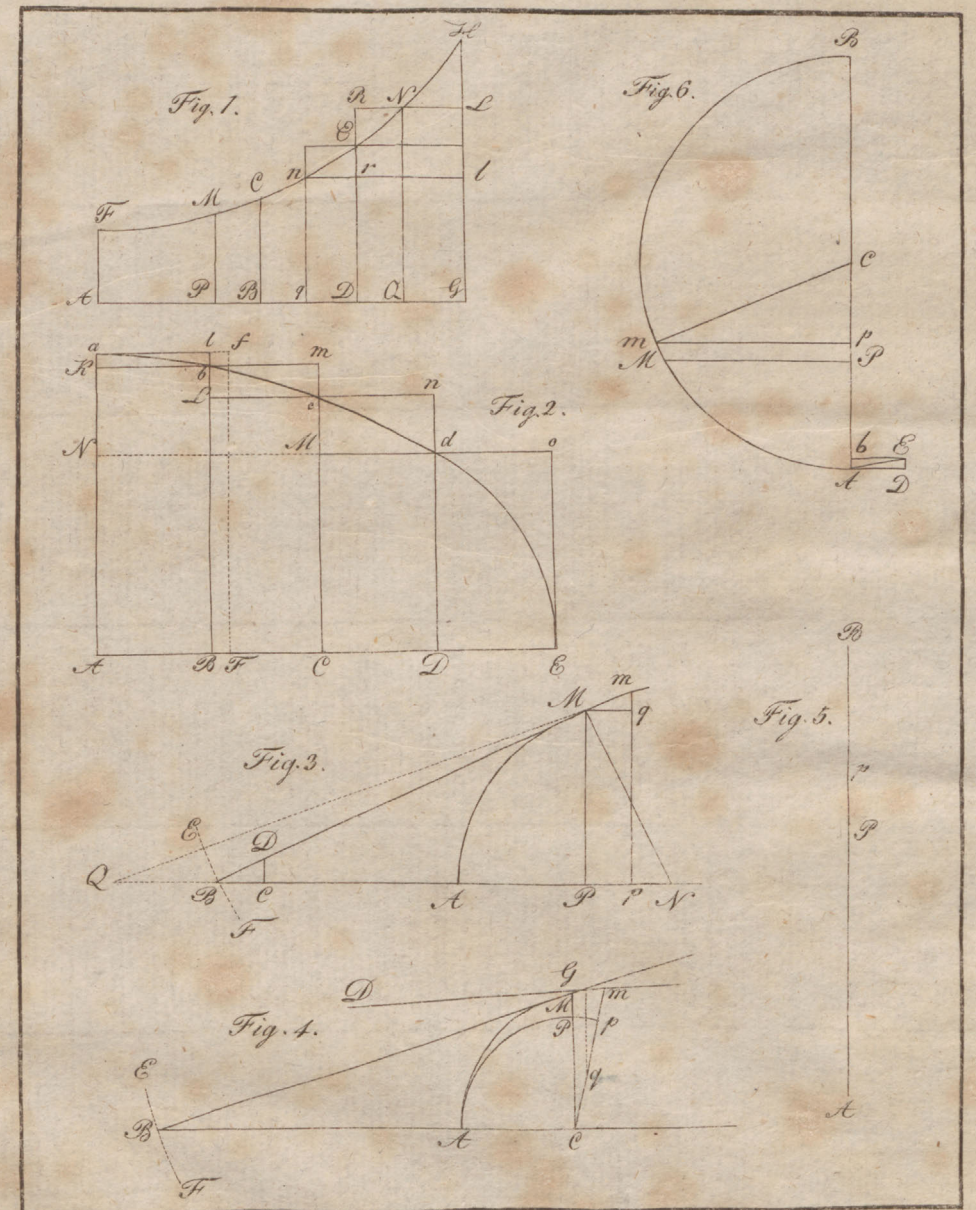 Fig. 1.
H
R N L
E
n r l
C
M
F
A P B q D Q G
Fig. 2.
a l f
K b m
L c n
N M d o
A B F C D E
Fig. 3.
M m
q
E D
Q B C A P p N
F
Fig. 4.
D G
M m
P p
q
E
B A C
F
Fig. 5.
B
p
P
A
Fig. 6.
B
C
m p
M P
b E
A D